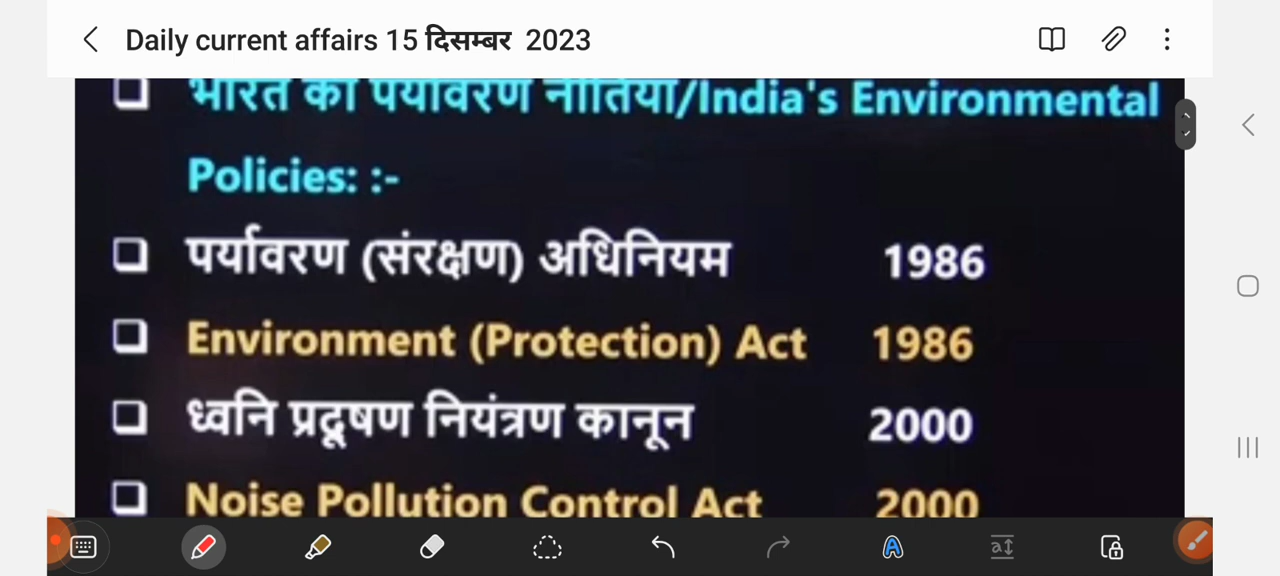 Daily current affairs 15 दिसम्बर 2023
भारत की पर्यावरण नीतियां/India's Environmental
Policies: :-
पर्यावरण (संरक्षण) अधिनियम 1986
Environment (Protection) Act 1986
ध्वनि प्रदूषण नियंत्रण कानून 2000
Noise Pollution Control Act 2000